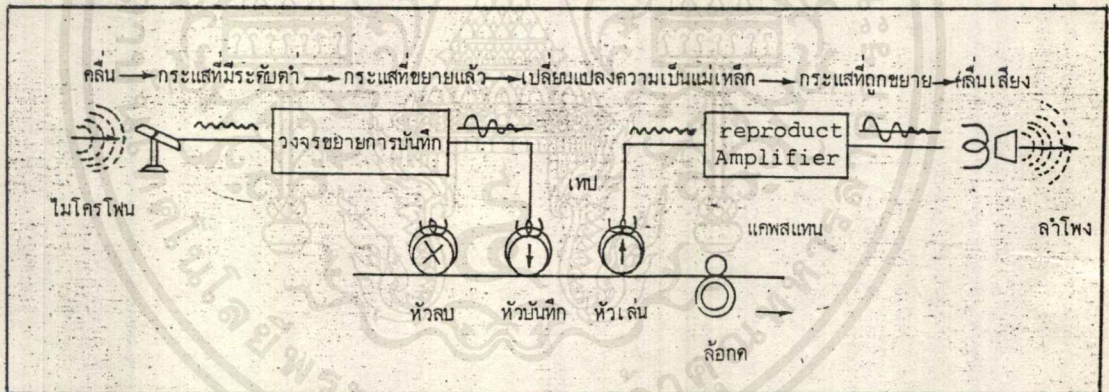 คลื่น → กระแสที่มีระดับต่ำ → กระแสที่ขยายแล้ว → เปลี่ยนแปลงความเป็นแม่เหล็ก → กระแสที่ถูกขยาย → คลื่นเสียง
วงจรขยายการบันทึก
reproduct
Amplifier
เทป
ไมโครโฟน
แคพสแทน
ลำโพง
หัวลบ
หัวบันทึก
หัวเล่น
ล้อกด